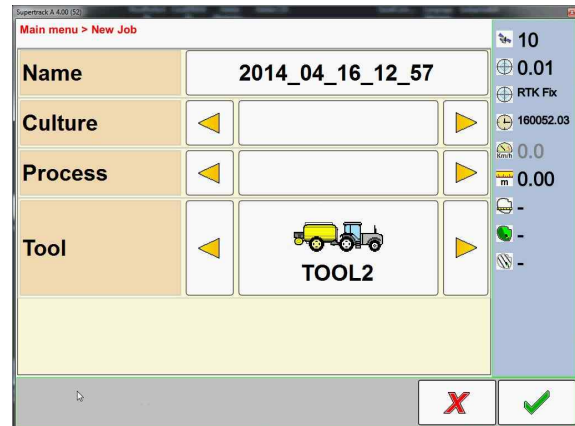 Supertrack A 4.00 (52)
Main menu > New Job
Name
2014_04_16_12_57
Culture
Process
Tool
TOOL2
10
0.01
RTK Fix
160052.03
Km/h 0.0
m 0.00
-
-
-